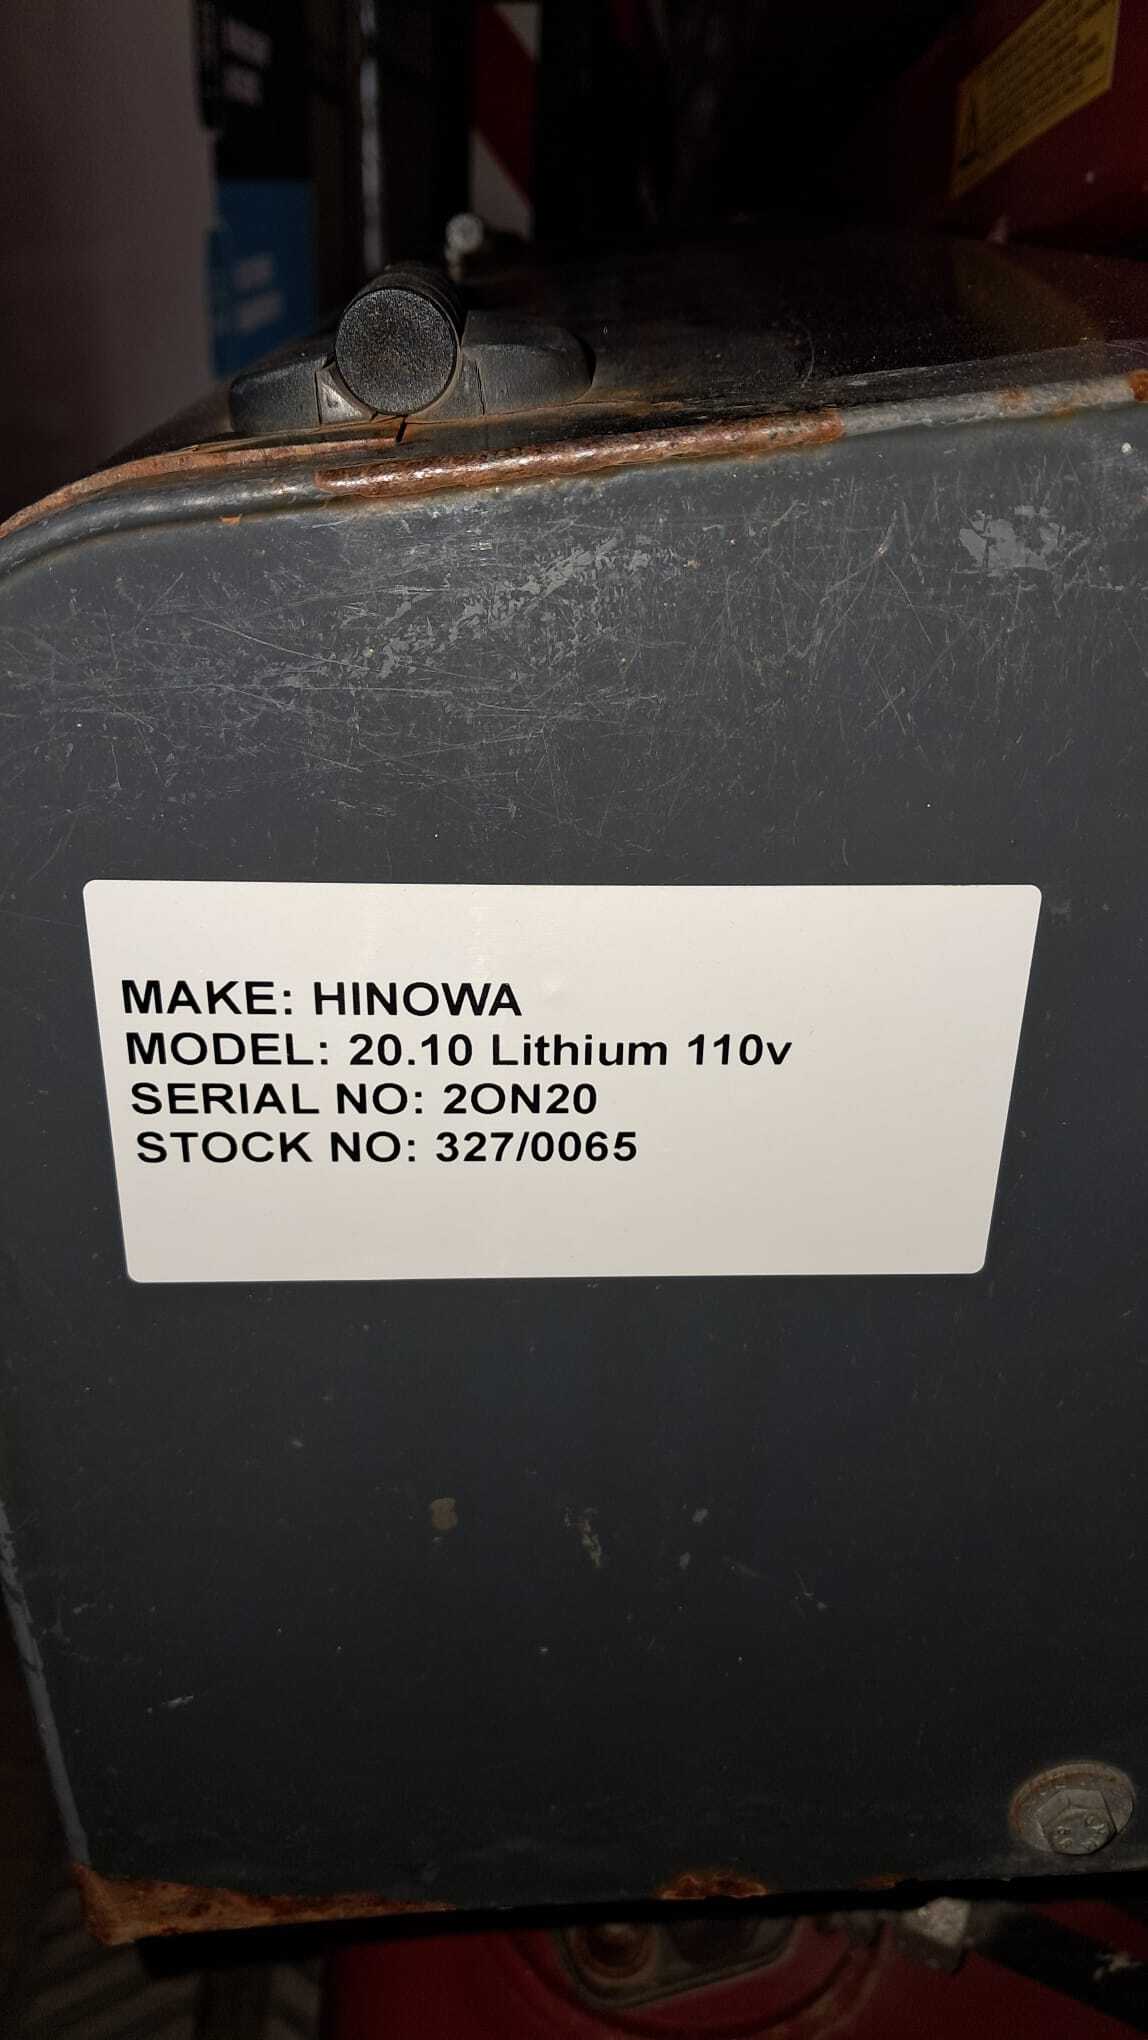 MAKE: HINOWA
MODEL: 20.10 Lithium 110v
SERIAL NO: 2ON20
STOCK NO: 327/0065